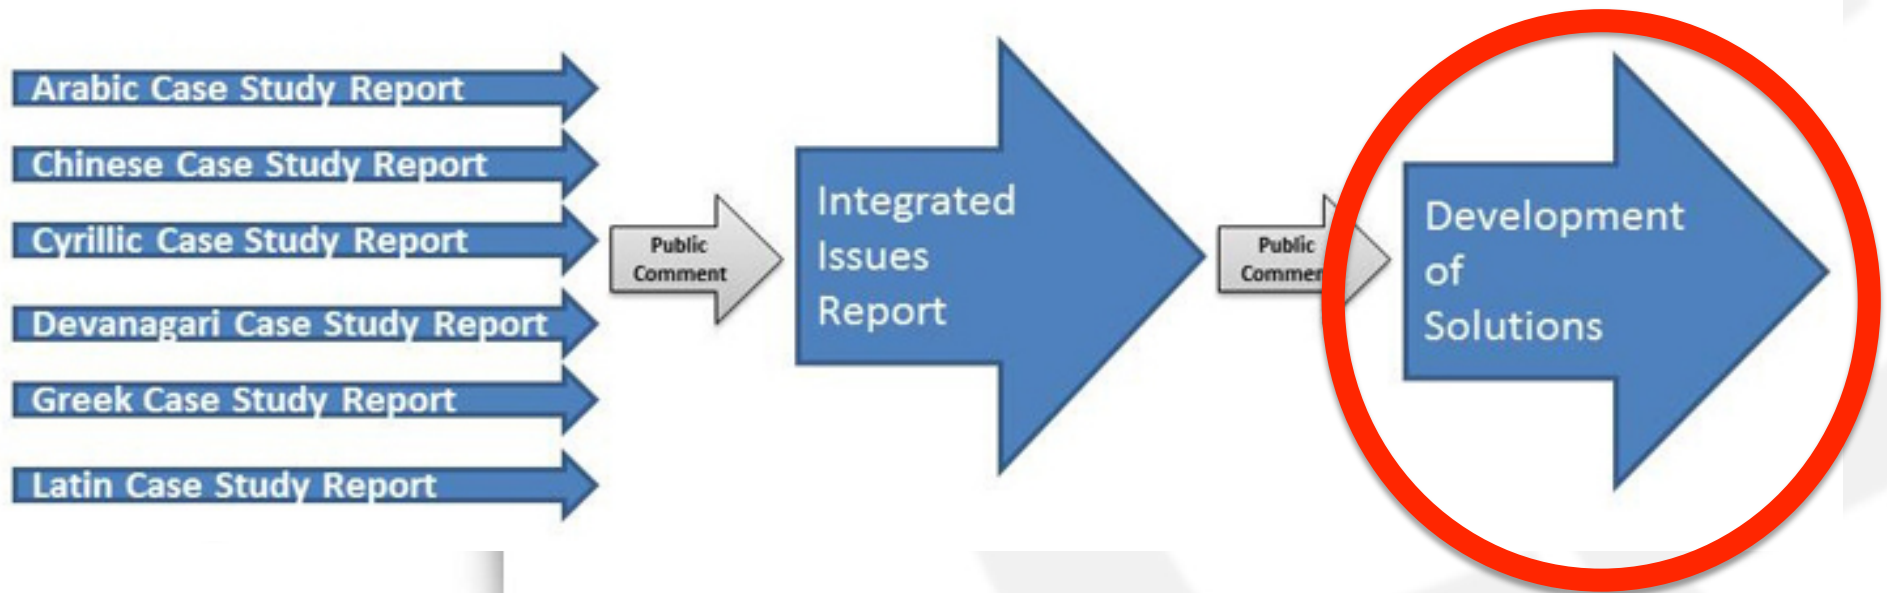 Arabic Case Study Report
Chinese Case Study Report
Cyrillic Case Study Report
Devanagari Case Study Report
Greek Case Study Report
Latin Case Study Report
Public
Comment
Integrated
Issues
Report
Public
Commen
Development
of
Solutions